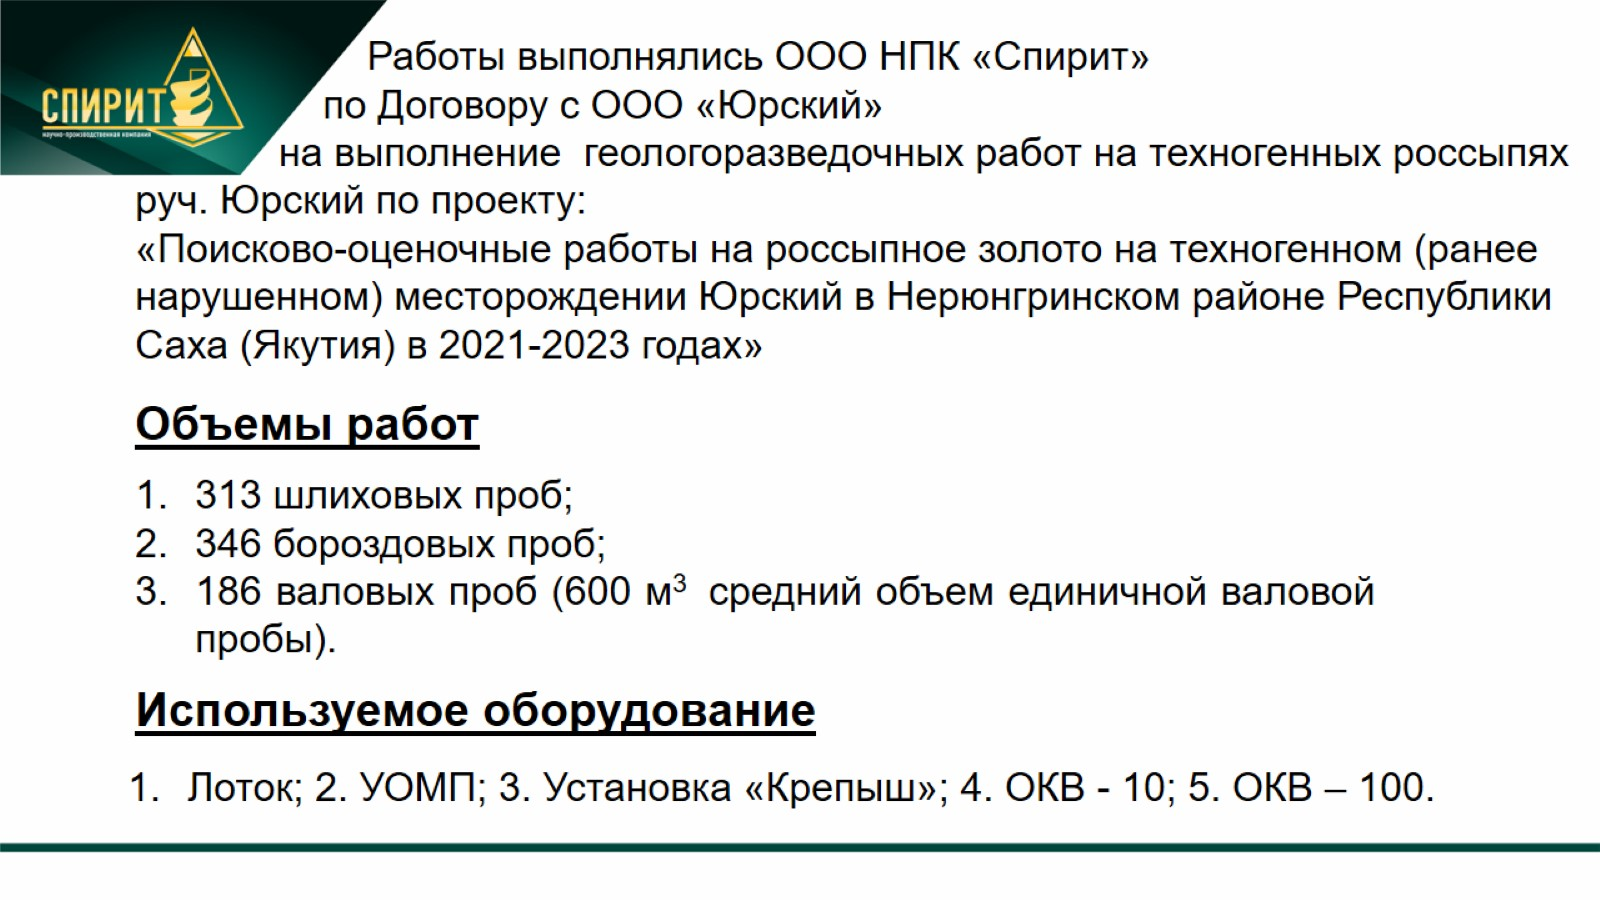 СПИРИТ
научно-производственная компания
Работы выполнялись ООО НПК «Спирит»
по Договору с ООО «Юрский»
на выполнение геологоразведочных работ на техногенных россыпях
руч. Юрский по проекту:
«Поисково-оценочные работы на россыпное золото на техногенном (ранее
нарушенном) месторождении Юрский в Нерюнгринском районе Республики
Саха (Якутия) в 2021-2023 годах»
Объемы работ
1. 313 шлиховых проб;
2. 346 бороздовых проб;
3. 186 валовых проб (600 м³ средний объем единичной валовой
пробы).
Используемое оборудование
1. Лоток; 2. УОМП; 3. Установка «Крепыш»; 4. ОКВ - 10; 5. ОКВ – 100.